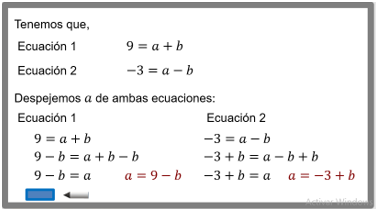 Tenemos que,
Ecuación 1 9 = a + b
Ecuación 2 −3 = a − b
Despejemos a de ambas ecuaciones:
Ecuación 1 Ecuación 2
9 = a + b −3 = a − b
9 − b = a + b − b −3 + b = a − b + b
9 − b = a a = 9 − b −3 + b = a a = −3 + b
Activar Windows